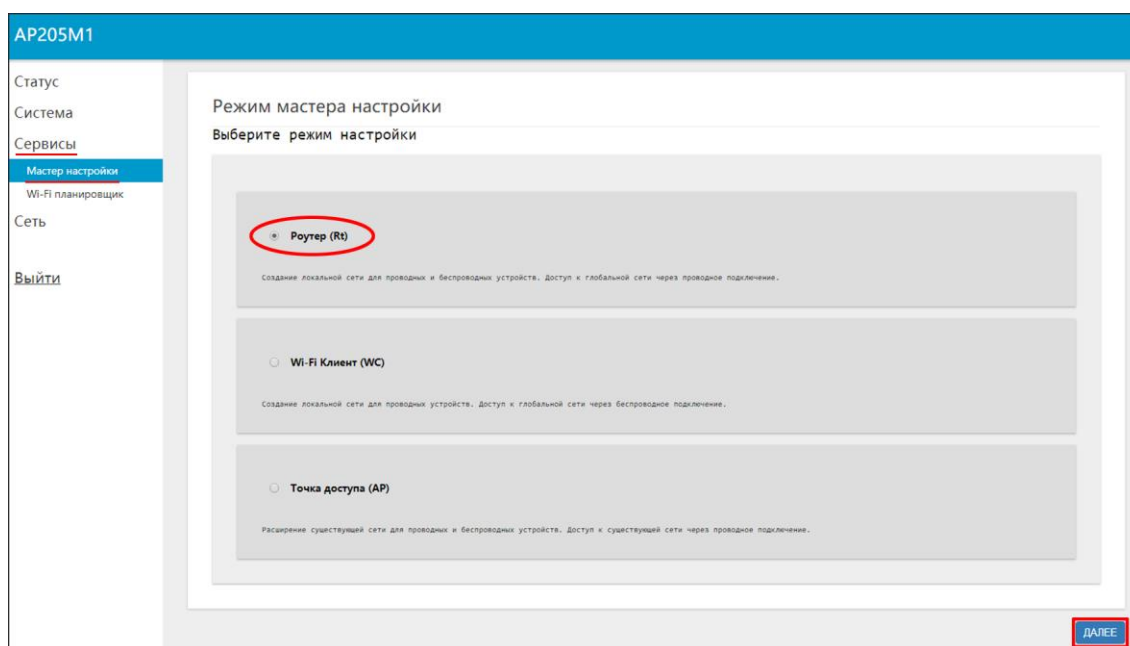 AP205M1
Статус
Система
Сервисы
Мастер настройки
Wi-Fi планировщик
Сеть
Выйти
Режим мастера настройки
Выберите режим настройки
Роутер (Rt)
Создание локальной сети для проводных и беспроводных устройств. Доступ к глобальной сети через проводное подключение.
Wi-Fi Клиент (WC)
Создание локальной сети для проводных устройств. Доступ к глобальной сети через беспроводное подключение.
Точка доступа (AP)
Расширение существующей сети для проводных и беспроводных устройств. Доступ к существующей сети через проводное подключение.
ДАЛЕЕ